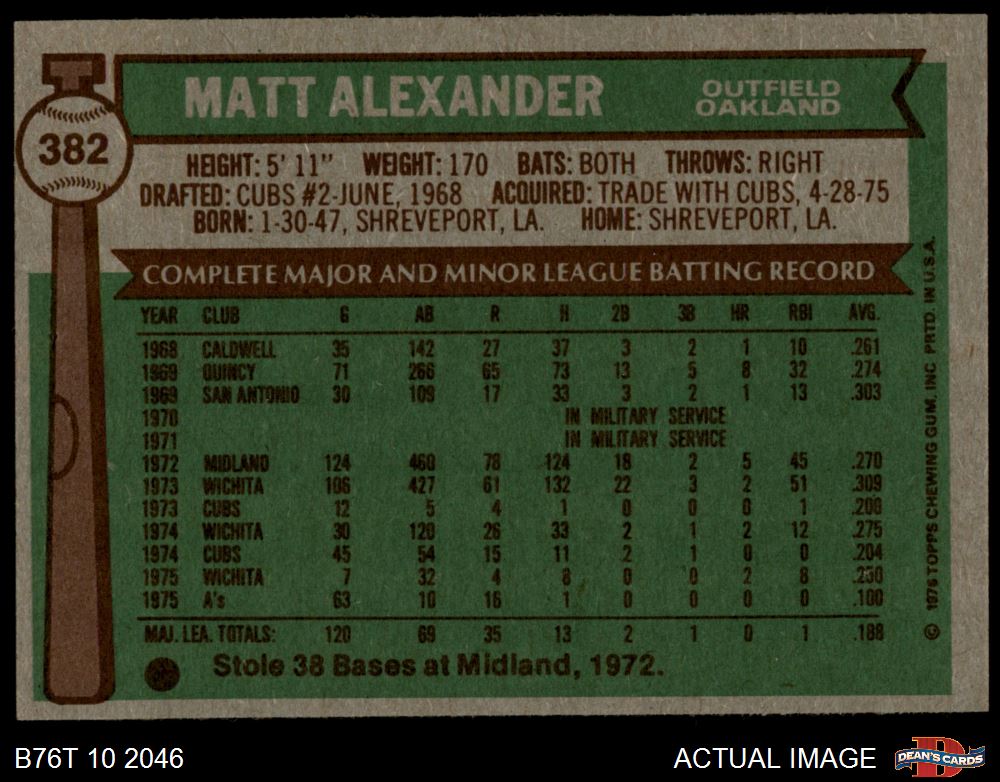 MATT ALEXANDER
OUTFIELD
OAKLAND
382
HEIGHT: 5' 11" WEIGHT: 170 BATS: BOTH THROWS: RIGHT
DRAFTED: CUBS #2-JUNE, 1968 ACQUIRED: TRADE WITH CUBS, 4-28-75
BORN: 1-30-47, SHREVEPORT, LA. HOME: SHREVEPORT, LA.
COMPLETE MAJOR AND MINOR LEAGUE BATTING RECORD
YEAR CLUB G AB R H 2B 3B HR RBI AVG.
1968 CALDWELL 35 142 27 37 3 2 1 10 .261
1969 QUINCY 71 266 65 73 13 5 8 32 .274
1969 SAN ANTONIO 30 109 17 33 3 2 1 13 .303
1970 IN MILITARY SERVICE
1971 IN MILITARY SERVICE
1972 MIDLAND 124 460 78 124 18 2 5 45 .270
1973 WICHITA 106 427 61 132 22 3 2 51 .309
1973 CUBS 12 5 4 1 0 0 0 1 .200
1974 WICHITA 30 120 26 33 2 1 2 12 .275
1974 CUBS 45 54 15 11 2 1 0 0 .204
1975 WICHITA 7 32 4 8 0 0 2 8 .250
1975 A's 63 10 16 1 0 0 0 0 .100
MAJ. LEA. TOTALS: 120 69 35 13 2 1 0 1 .188
Stole 38 Bases at Midland, 1972.
© 1976 TOPPS CHEWING GUM, INC PRTD. IN U.S.A.
B76T 10 2046
ACTUAL IMAGE
D
DEAN'S CARDS